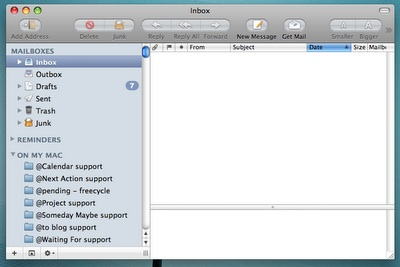 Inbox
Add Address Delete Junk Reply Reply All Forward New Message Get Mail Smaller Bigger
MAILBOXES From Subject Date Size Mailbo
Inbox
Outbox
Drafts 7
Sent
Trash
Junk
REMINDERS
ON MY MAC
@Calendar support
@Next Action support
@pending - freecycle
@Project support
@Someday Maybe support
@to blog support
@Waiting For support